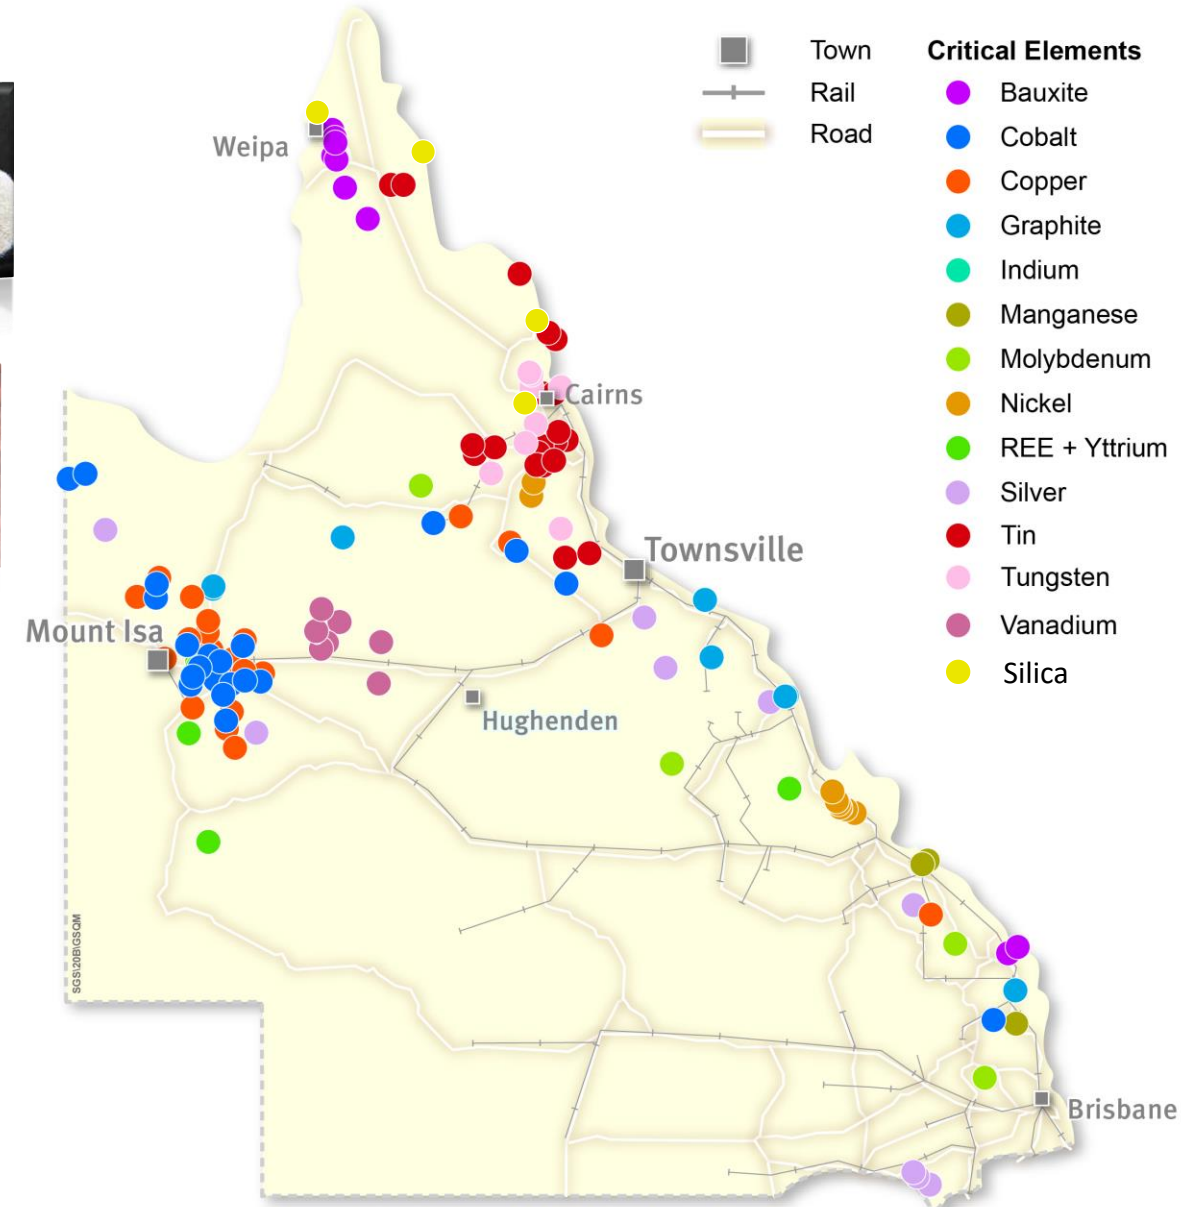 Town
Rail
Road
Critical Elements
Bauxite
Cobalt
Copper
Graphite
Indium
Manganese
Molybdenum
Nickel
REE + Yttrium
Silver
Tin
Tungsten
Vanadium
Silica
Weipa
Cairns
Townsville
Mount Isa
Hughenden
Brisbane
SGS\20B\GSQM